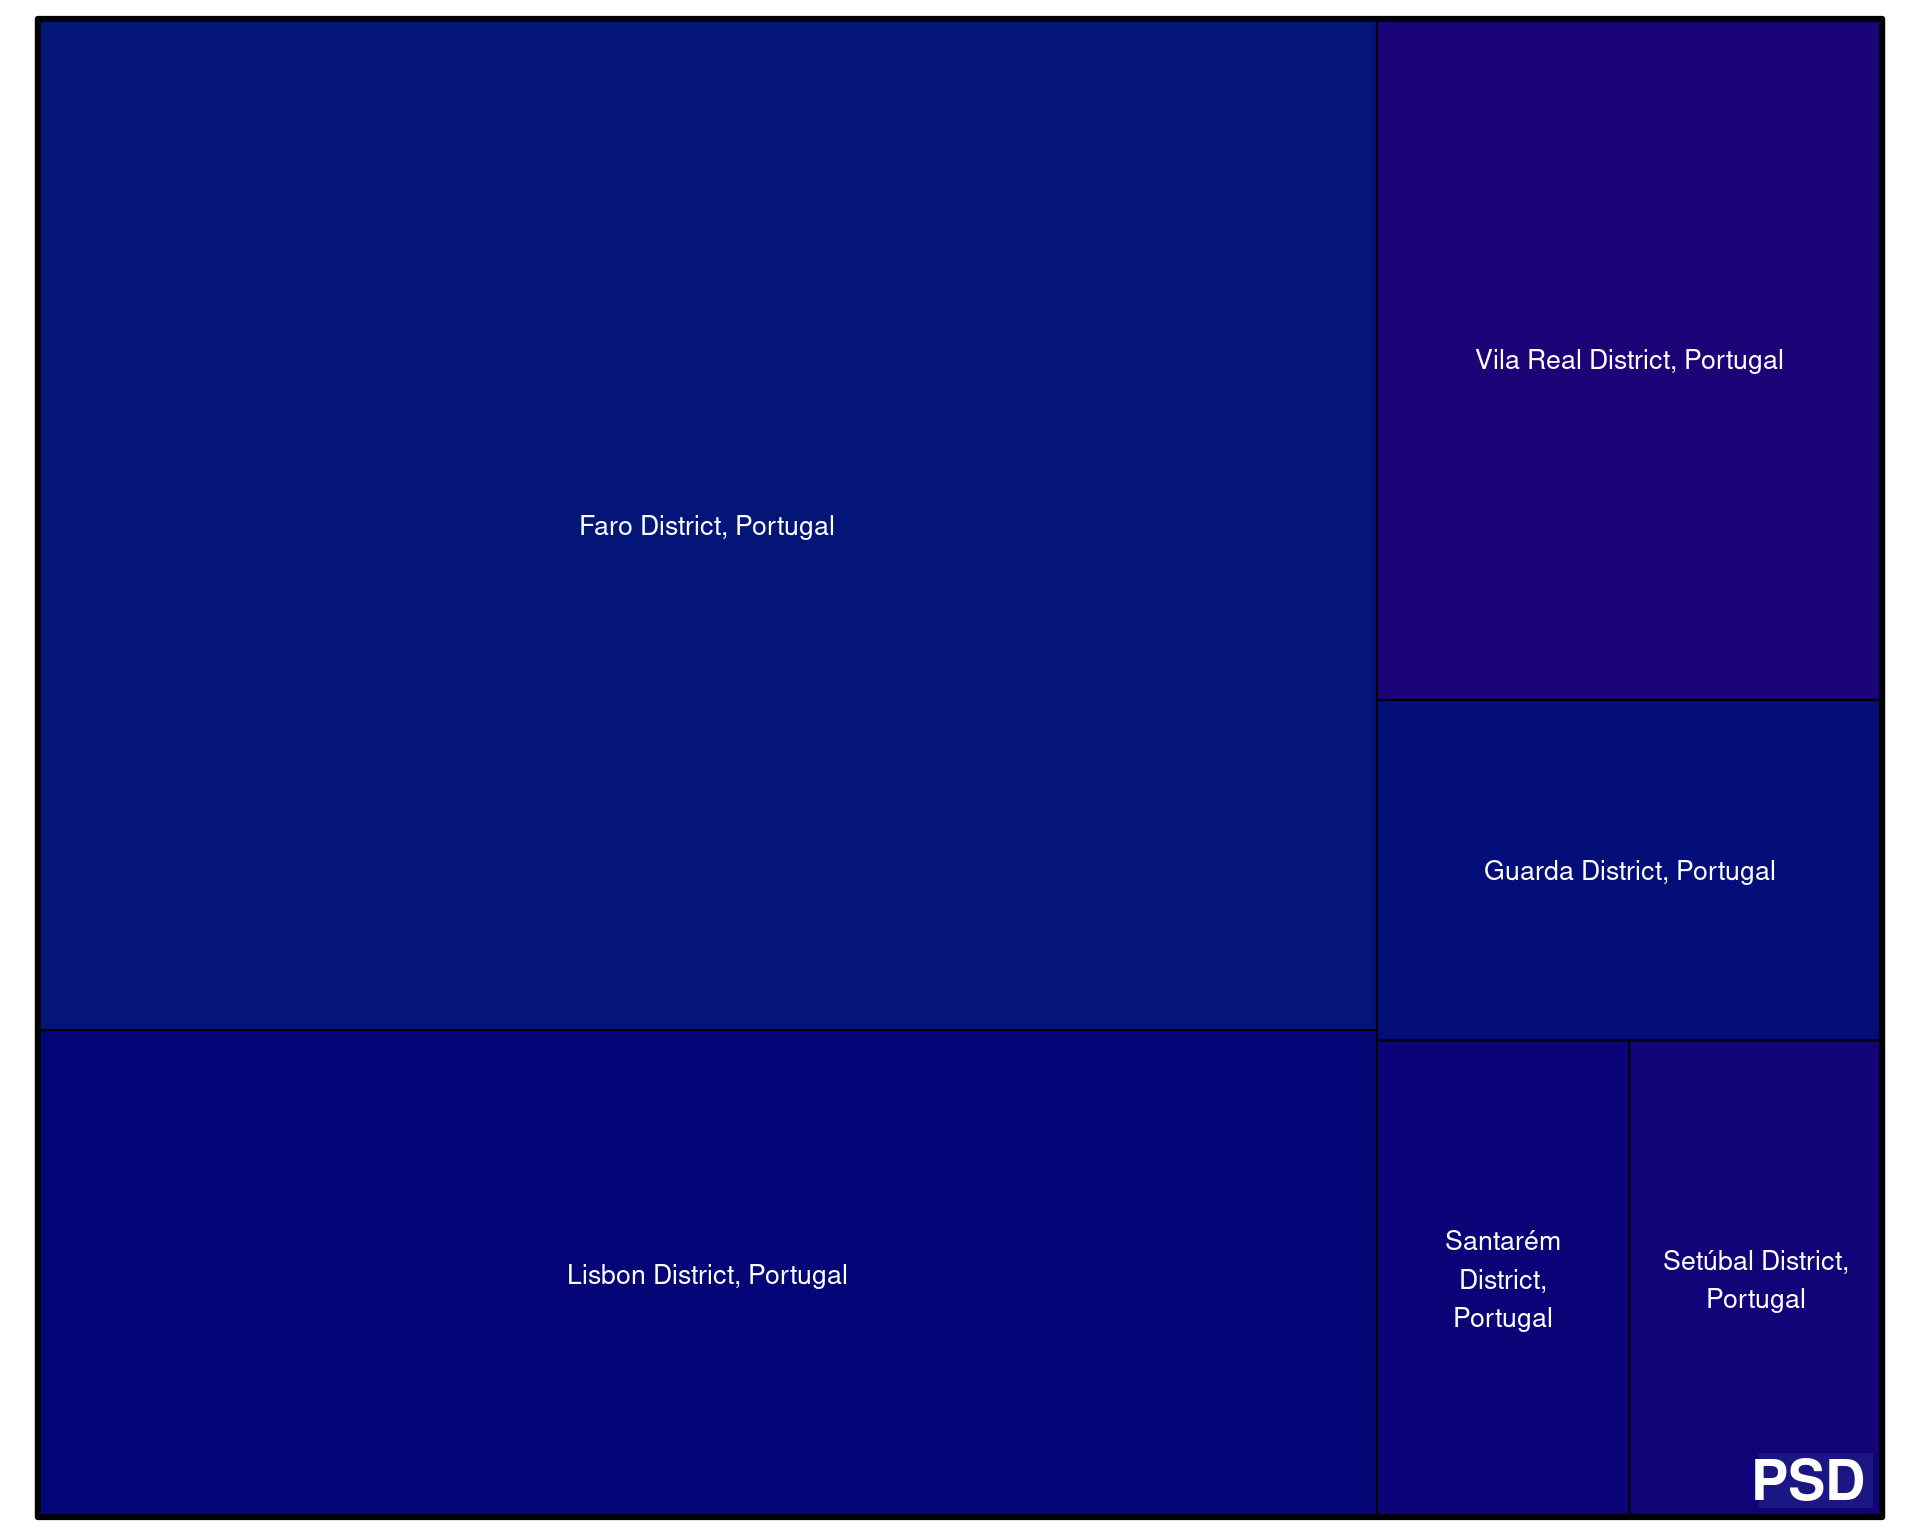 Faro District, Portugal
Lisbon District, Portugal
Vila Real District, Portugal
Guarda District, Portugal
Santarém
District,
Portugal
Setúbal District,
Portugal
PSD